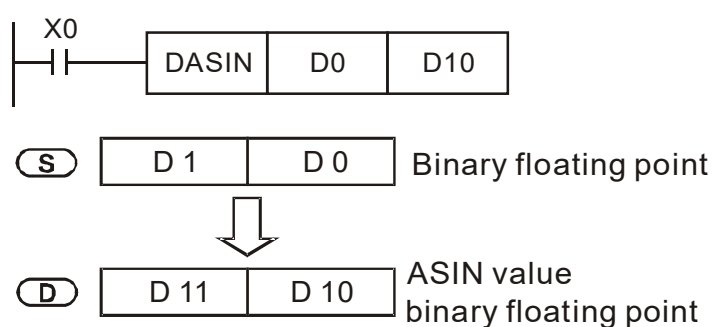 X0
DASIN D0 D10
S D 1 D 0 Binary floating point
D D 11 D 10 ASIN value
binary floating point